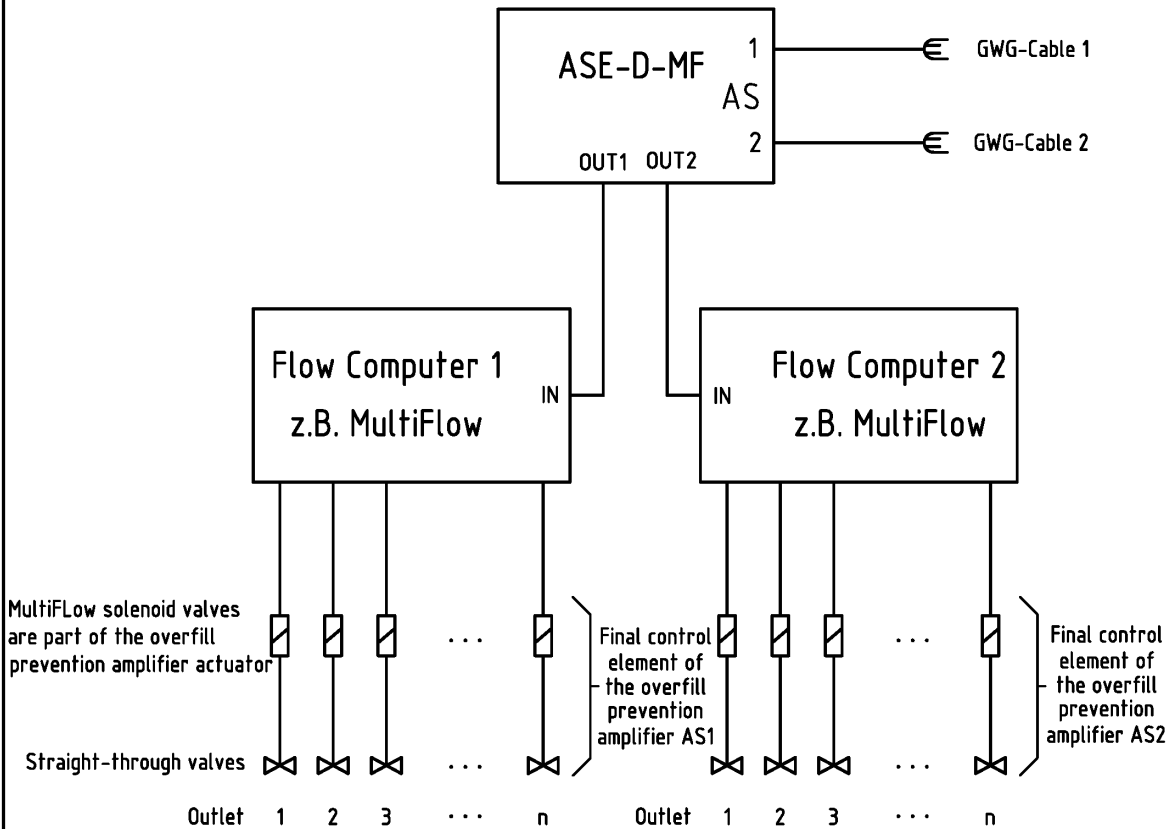 ASE-D-MF
1
AS
2
GWG-Cable 1
GWG-Cable 2
OUT1 OUT2
Flow Computer 1
z.B. MultiFlow
IN
Flow Computer 2
z.B. MultiFlow
IN
MultiFLow solenoid valves
are part of the overfill
prevention amplifier actuator
...
Final control
element of
the overfill
prevention
amplifier AS1
...
Final control
element of
the overfill
prevention
amplifier AS2
Straight-through valves
...
...
Outlet 1 2 3 ... n
Outlet 1 2 3 ... n